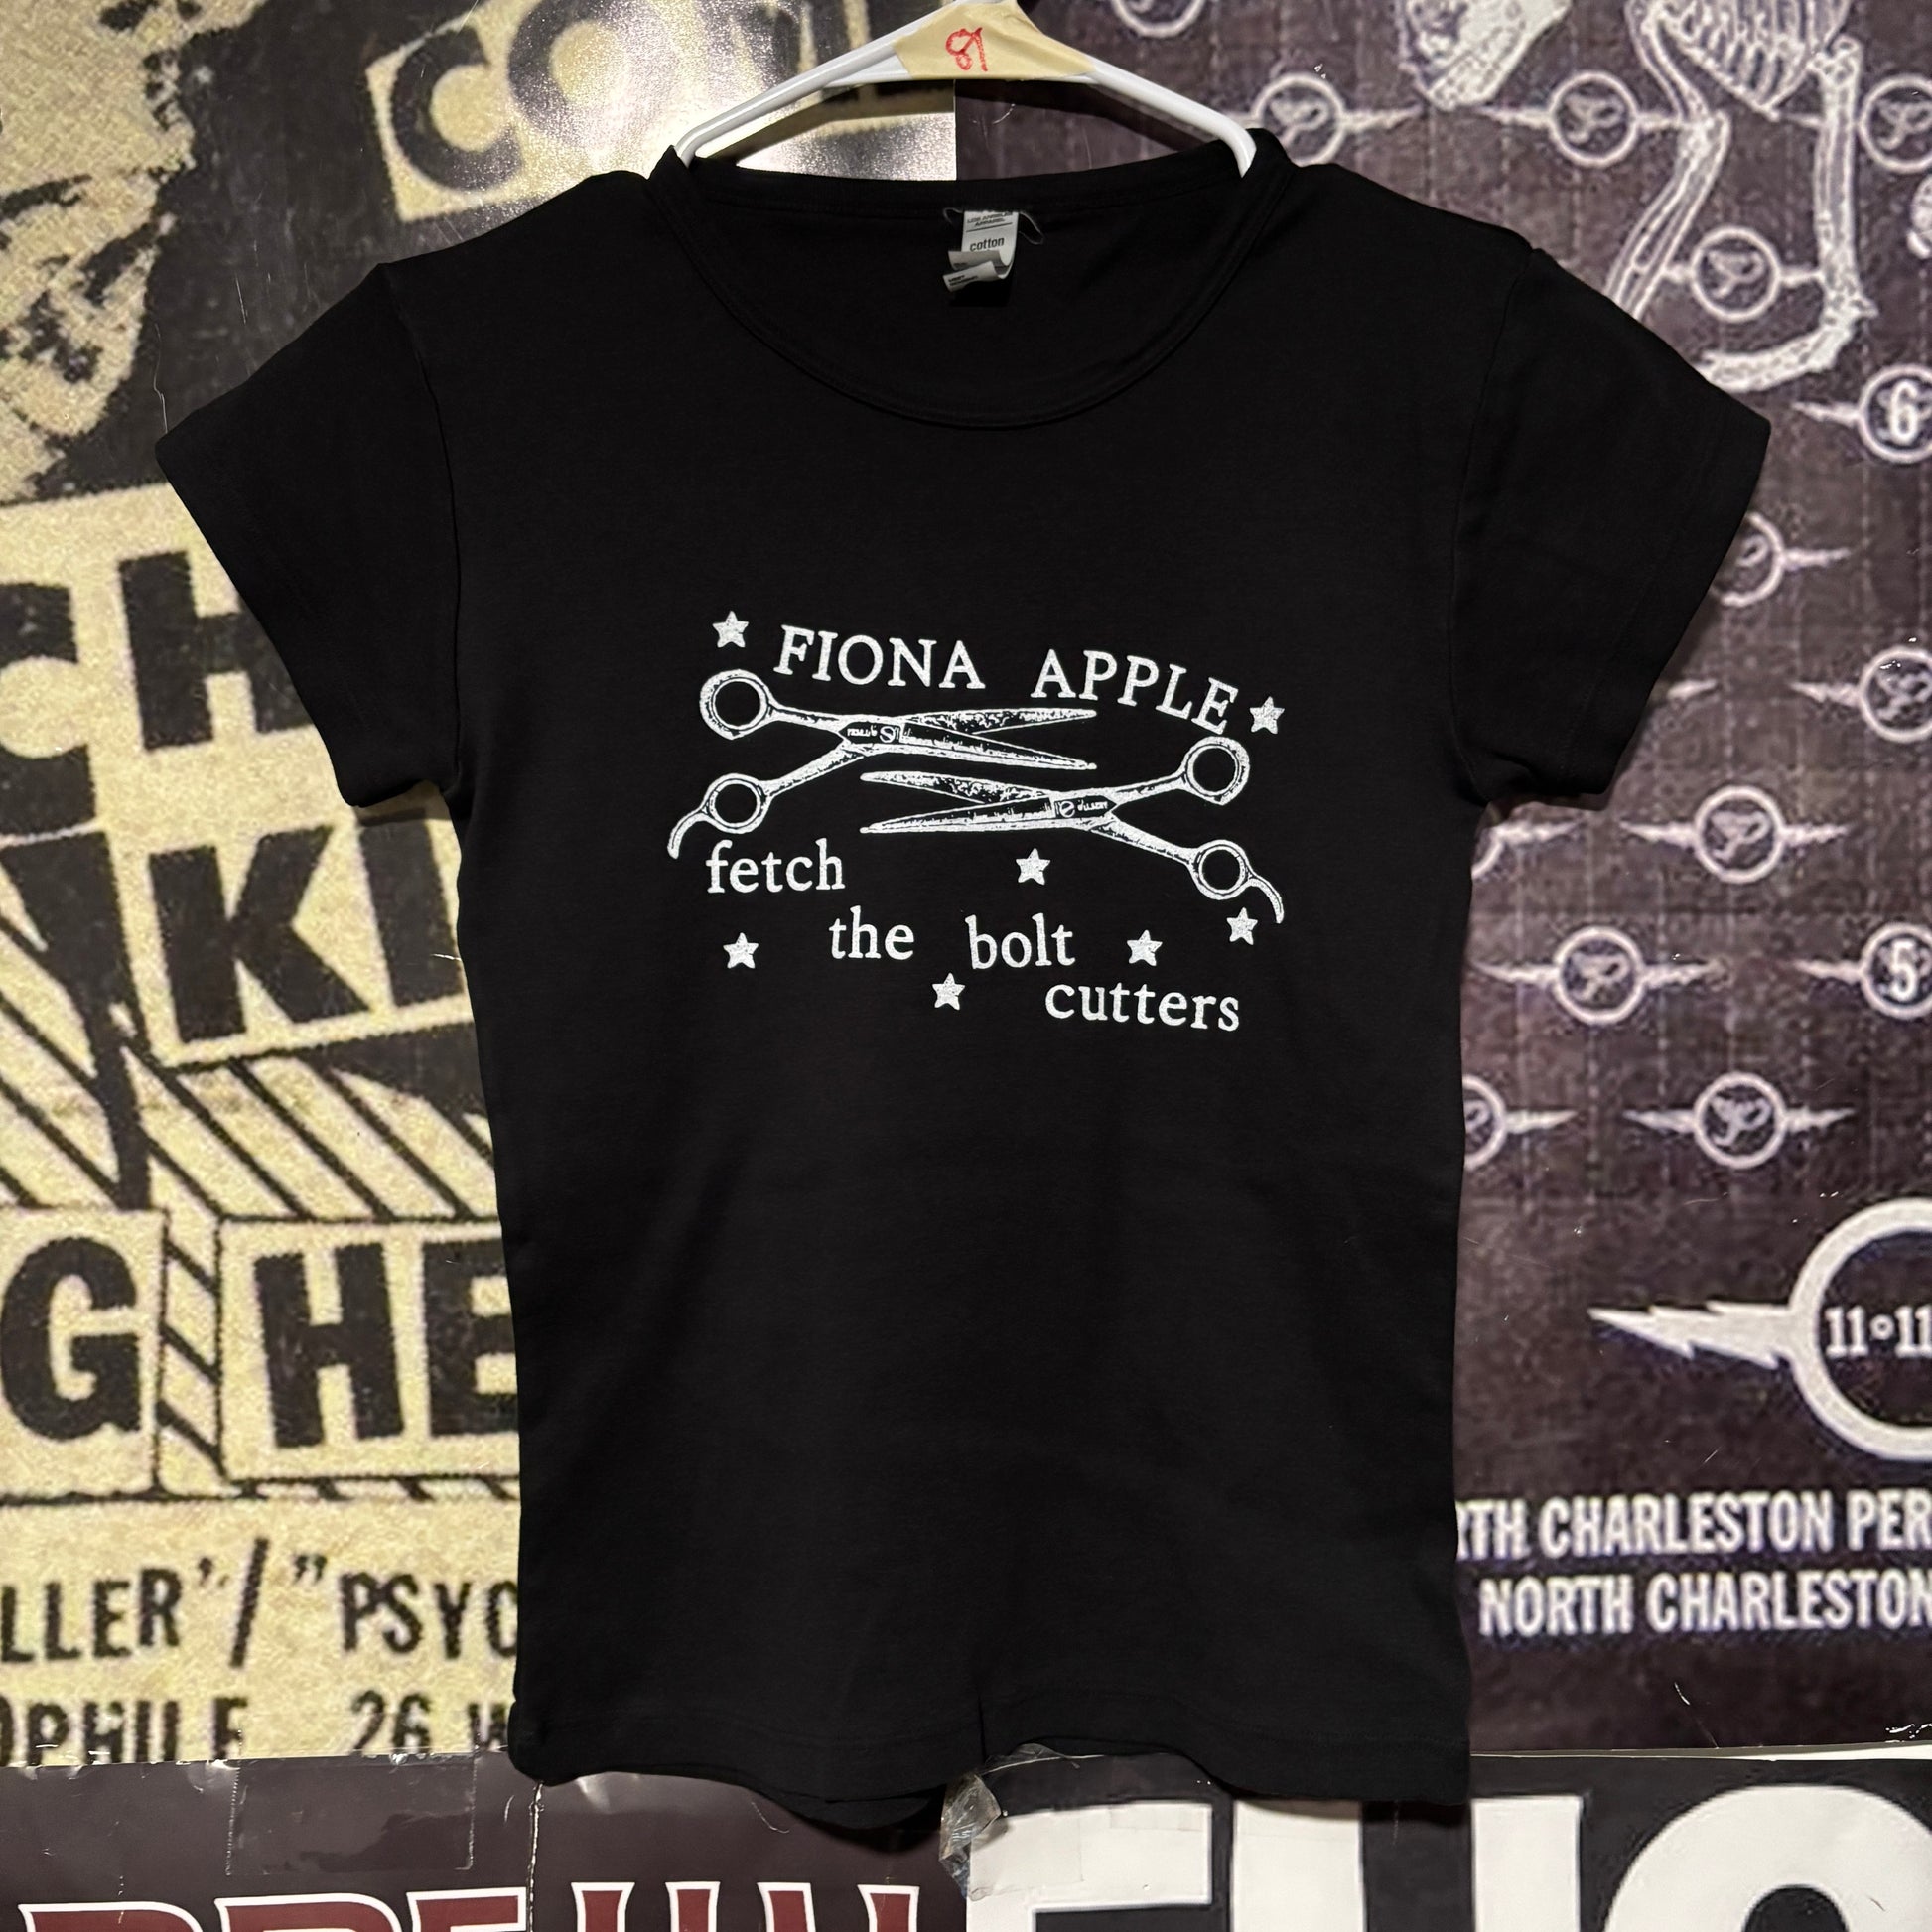 81
cotton
FIONA APPLE
fetch
the bolt
cutters
CH
KI
G HE
LLER"/"PSYC
OPHILE 26 W
6
5
11•11
RTH CHARLESTON PER
NORTH CHARLESTON